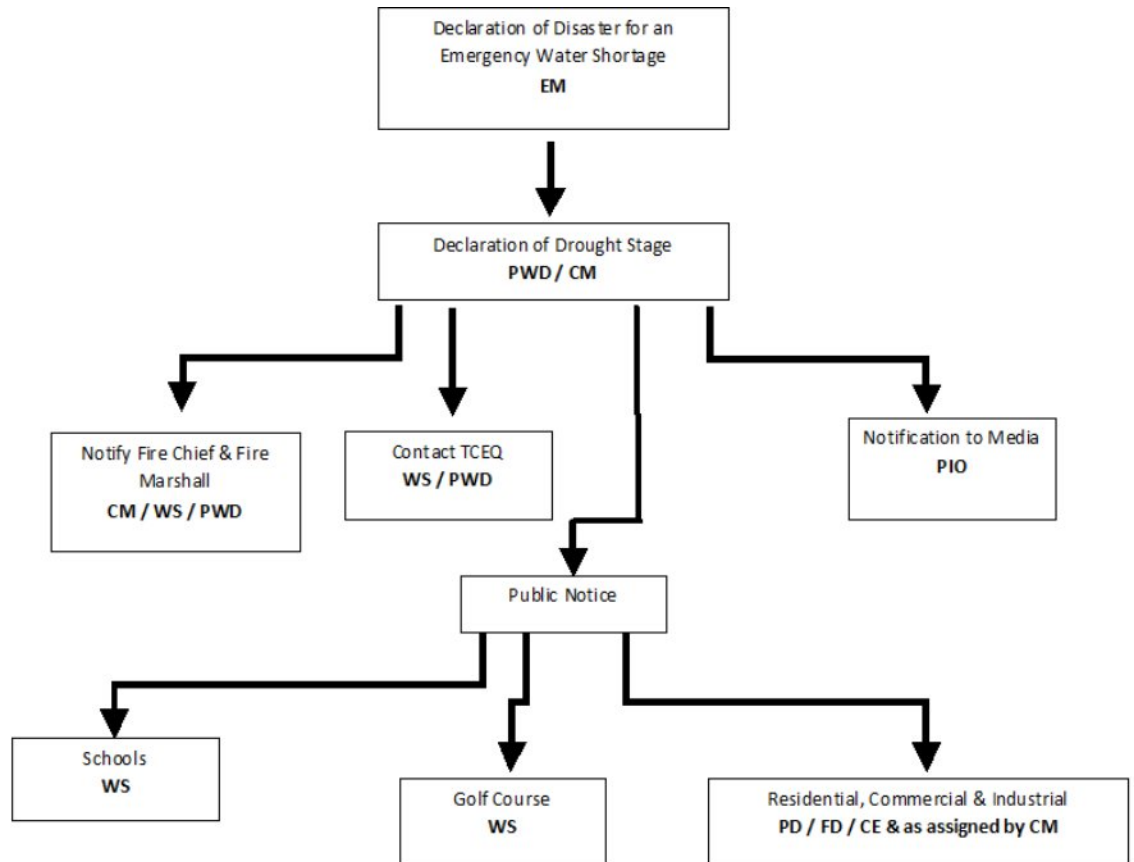 Declaration of Disaster for an
Emergency Water Shortage
EM
Declaration of Drought Stage
PWD / CM
Notify Fire Chief & Fire
Marshall
CM / WS / PWD
Contact TCEQ
WS / PWD
Notification to Media
PIO
Public Notice
Schools
WS
Golf Course
WS
Residential, Commercial & Industrial
PD / FD / CE & as assigned by CM